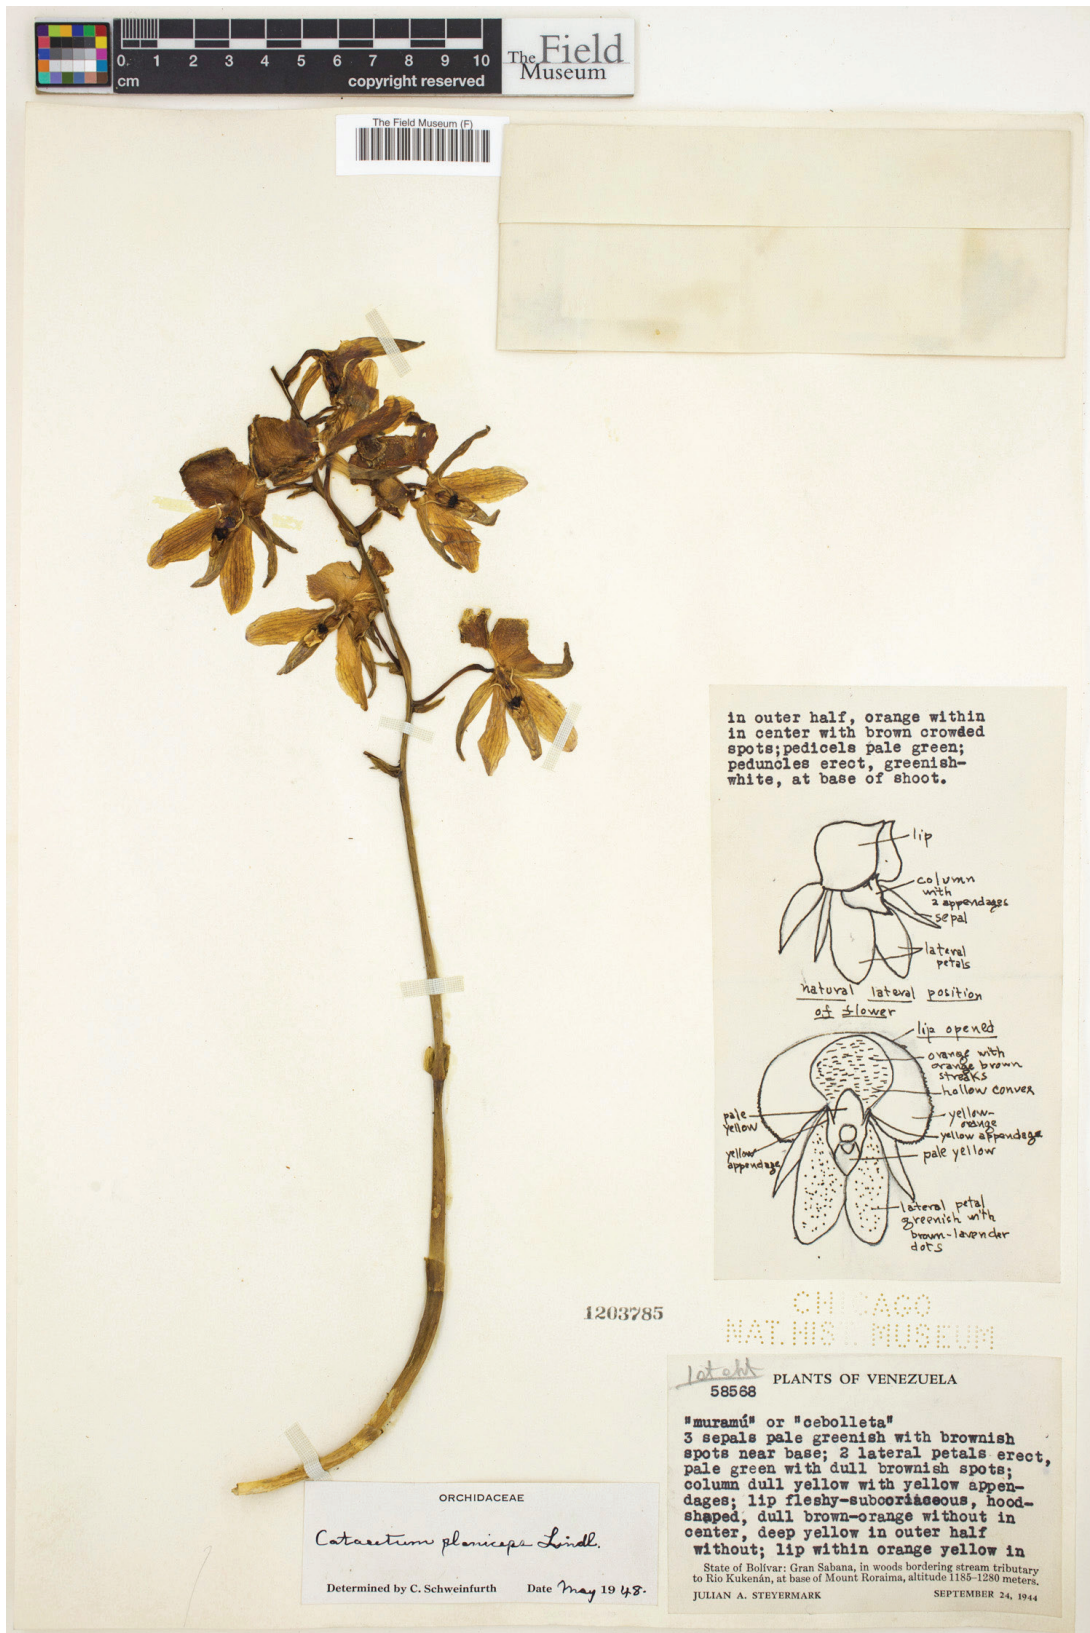 0. 1 2 3 4 5 6 7 8 9 10
cm
copyright reserved
The Field
Museum
The Field Museum (F)
in outer half, orange within
in center with brown crowded
spots;pedicels pale green;
peduncles erect, greenish-
white, at base of shoot.
lip
column
with
2 appendages
sepal
lateral
petals
natural lateral position
of flower
lip opened
orange with
orange brown
streaks
hollow convex
pale
yellow
yellow-
orange
yellow appendage
yellow
appendage
pale yellow
lateral petal
greenish with
brown-lavender
dots
1203785
CHICAGO
NAT.HIST. MUSEUM
58568
PLANTS OF VENEZUELA
"muramú" or "cebolleta"
3 sepals pale greenish with brownish
spots near base; 2 lateral petals erect,
pale green with dull brownish spots;
column dull yellow with yellow appen-
dages; lip fleshy-subcoriaceous, hood-
shaped, dull brown-orange without in
center, deep yellow in outer half
without; lip within orange yellow in
State of Bolívar: Gran Sabana, in woods bordering stream tributary
to Río Kukenán, at base of Mount Roraima, altitude 1185–1280 meters.
JULIAN A. STEYERMARK SEPTEMBER 24, 1944
ORCHIDACEAE
Catasetum planiceps Lindl.
Determined by C. Schweinfurth Date May 1948.